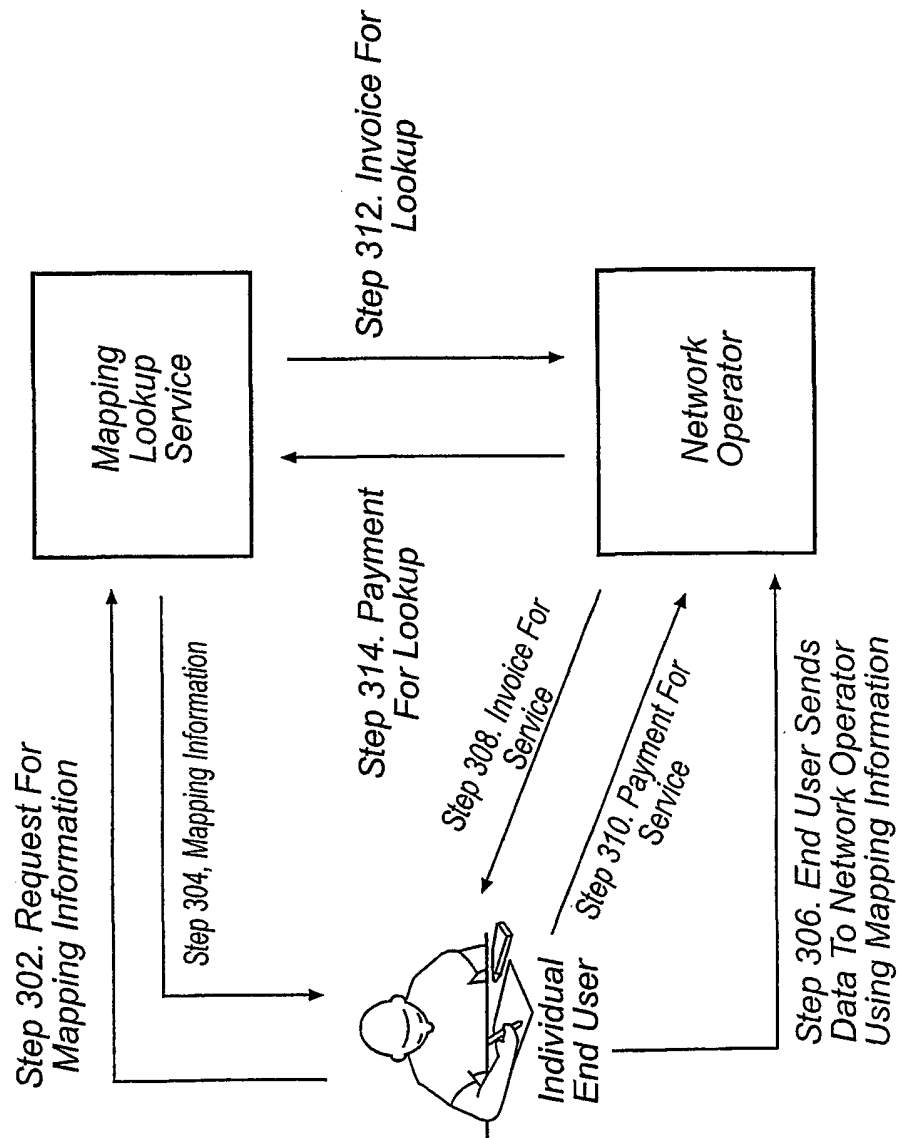 Step 302. Request For
Mapping Information
Step 304, Mapping Information
Mapping
Lookup
Service
Step 312. Invoice For
Lookup
Step 314. Payment
For Lookup
Step 308. Invoice For
Service
Step 310. Payment For
Service
Individual
End User
Network
Operator
Step 306. End User Sends
Data To Network Operator
Using Mapping Information